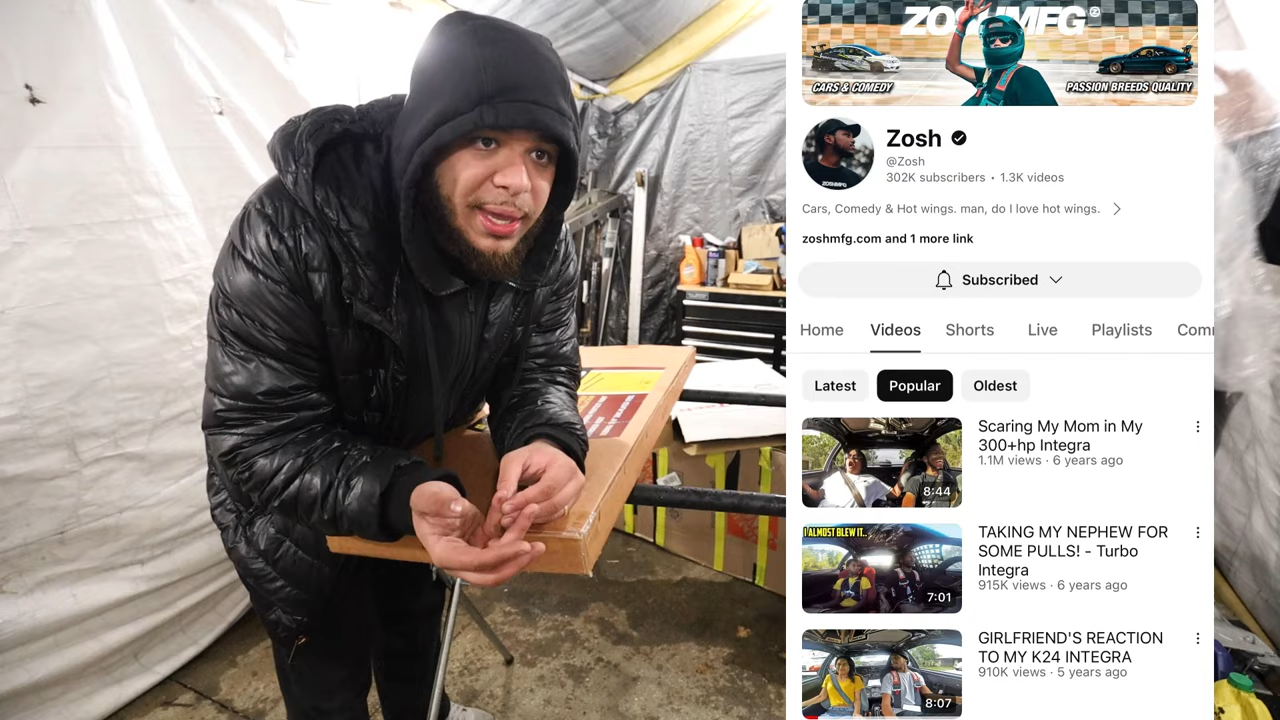 ZOSHMFG
CARS & COMEDY
PASSION BREEDS QUALITY
Zosh
@Zosh
302K subscribers • 1.3K videos
Cars, Comedy & Hot wings. man, do I love hot wings.
zoshmfg.com and 1 more link
Subscribed
Home Videos Shorts Live Playlists Com
Latest Popular Oldest
Scaring My Mom in My
300+hp Integra
1.1M views · 6 years ago
8:44
I ALMOST BLEW IT..
TAKING MY NEPHEW FOR
SOME PULLS! - Turbo
Integra
915K views · 6 years ago
7:01
GIRLFRIEND'S REACTION
TO MY K24 INTEGRA
910K views · 5 years ago
8:07